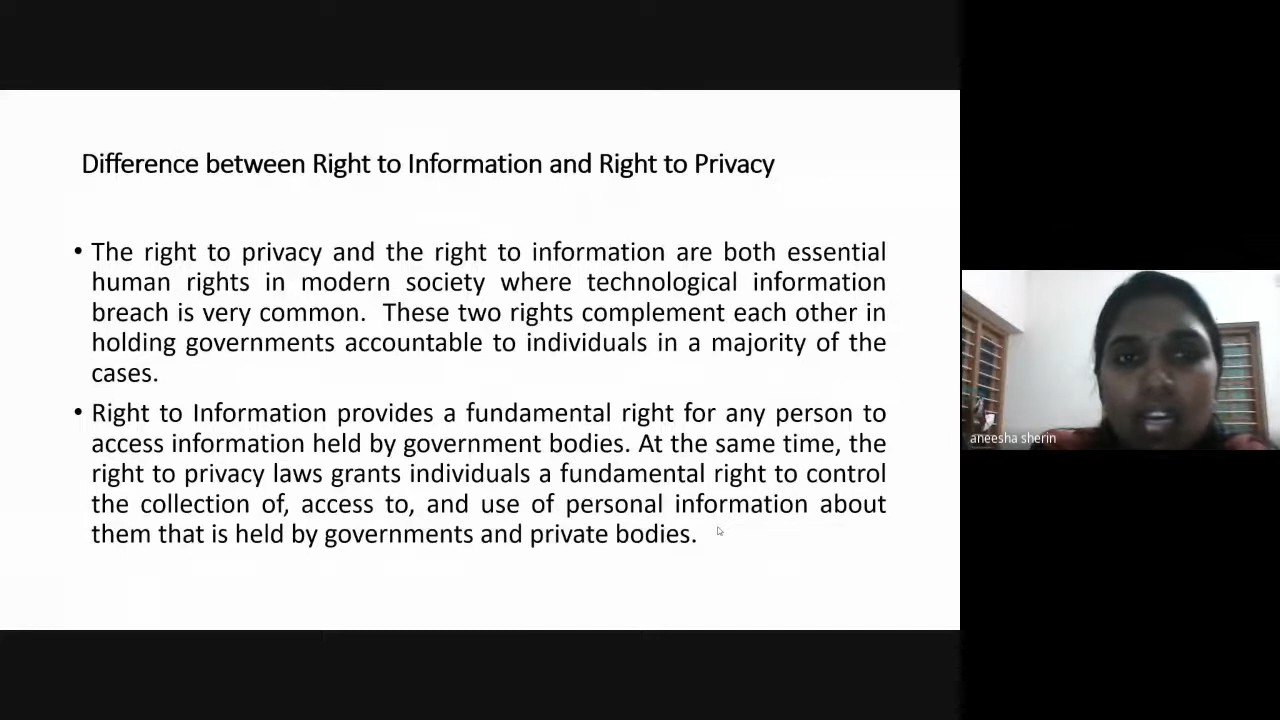 Difference between Right to Information and Right to Privacy
• The right to privacy and the right to information are both essential
human rights in modern society where technological information
breach is very common.  These two rights complement each other in
holding governments accountable to individuals in a majority of the
cases.
• Right to Information provides a fundamental right for any person to
access information held by government bodies. At the same time, the
right to privacy laws grants individuals a fundamental right to control
the collection of, access to, and use of personal information about
them that is held by governments and private bodies.
aneesha sherin